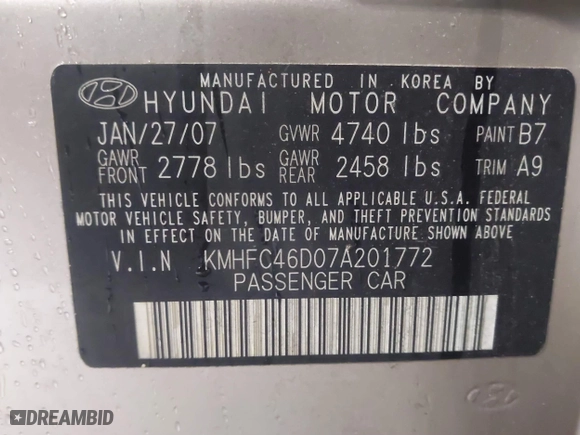 MANUFACTURED IN KOREA BY
HYUNDAI MOTOR COMPANY
JAN/27/07 GVWR 4740 lbs PAINT B7
GAWR FRONT 2778 lbs GAWR REAR 2458 lbs TRIM A9
THIS VEHICLE CONFORMS TO ALL APPLICABLE U.S.A. FEDERAL
MOTOR VEHICLE SAFETY, BUMPER, AND THEFT PREVENTION STANDARDS
IN EFFECT ON THE DATE OF MANUFACTURE SHOWN ABOVE
V.I.N KMHFC46D07A201772
PASSENGER CAR
DREAMBID